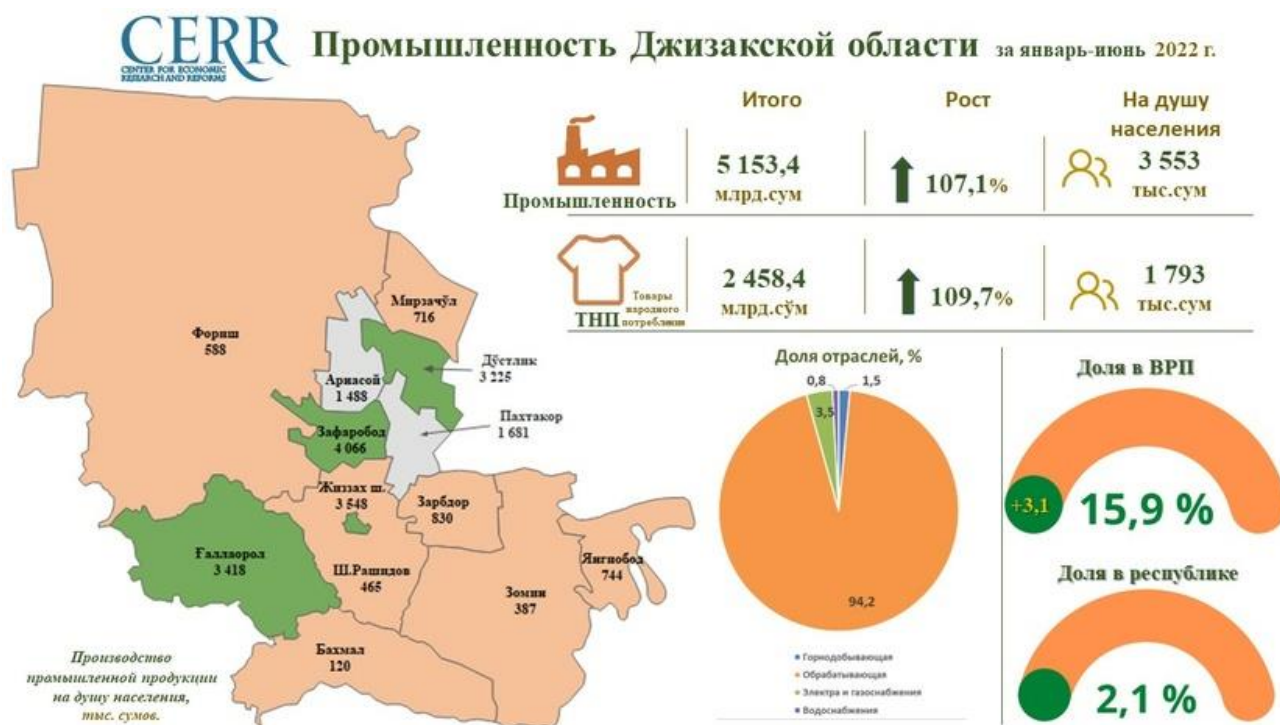 CERR
CENTER FOR ECONOMIC
RESEARCH AND REFORMS
Промышленность Джизакской области за январь-июнь 2022 г.
Итого
Рост
На душу
населения
Промышленность
5 153,4
млрд.сум
107,1%
3 553
тыс.сум
ТНП
Товары
народного
потребления
2 458,4
млрд.сўм
109,7%
1 793
тыс.сум
Фориш
588
Мирзачўл
716
Дўстлик
3 225
Арнасой
1 488
Пахтакор
1 681
Зафаробод
4 066
Жиззах ш.
3 548
Зарбдор
830
Ғаллаорол
3 418
Ш.Рашидов
465
Зомин
387
Янгиобод
744
Бахмал
120
Производство
промышленной продукции
на душу населения,
тыс. сумов.
Доля отраслей, %
0,8
1,5
3,5
94,2
Горнодобывающая
Обрабатывающая
Электра и газоснабжения
Водоснабжения
Доля в ВРП
+3,1
15,9 %
Доля в республике
2,1 %